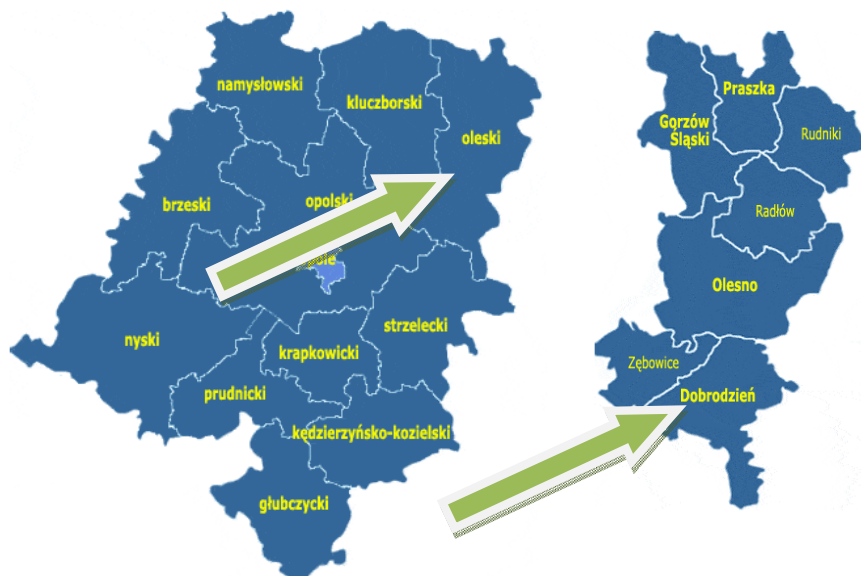 namysłowski
kluczborski
oleski
brzeski
opolski
nyski
strzelecki
krapkowicki
prudnicki
kędzierzyńsko-kozielski
głubczycki
Praszka
Gorzów
Śląski
Rudniki
Radłów
Olesno
Zębowice
Dobrodzień